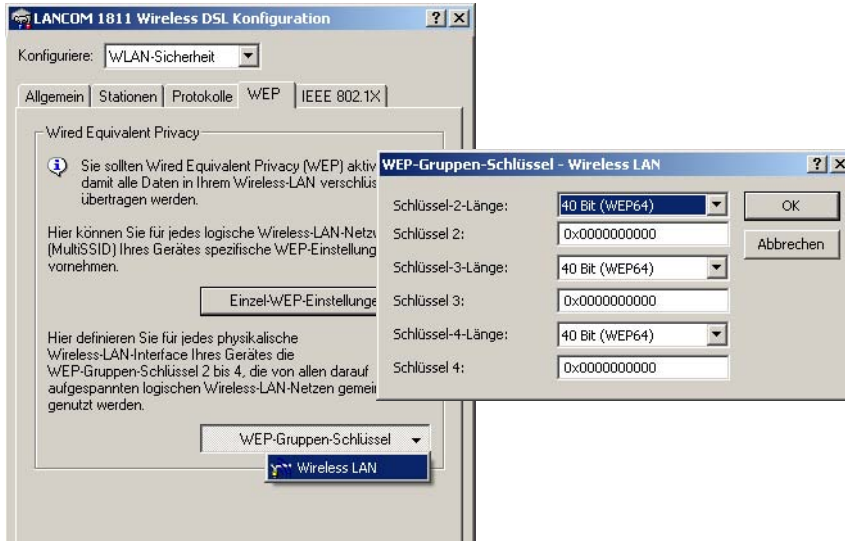 LANCOM 1811 Wireless DSL Konfiguration
Konfiguriere: WLAN-Sicherheit
Allgemein Stationen Protokolle WEP IEEE 802.1X
Wired Equivalent Privacy
Sie sollten Wired Equivalent Privacy (WEP) aktiv
damit alle Daten in Ihrem Wireless-LAN verschlüs
übertragen werden.
Hier können Sie für jedes logische Wireless-LAN-Netzw
(MultiSSID) Ihres Gerätes spezifische WEP-Einstellung
vornehmen.
Einzel-WEP-Einstellunge
Hier definieren Sie für jedes physikalische
Wireless-LAN-Interface Ihres Gerätes die
WEP-Gruppen-Schlüssel 2 bis 4, die von allen darauf
aufgespannten logischen Wireless-LAN-Netzen gemein
genutzt werden.
WEP-Gruppen-Schlüssel
Wireless LAN
WEP-Gruppen-Schlüssel - Wireless LAN
Schlüssel-2-Länge: 40 Bit (WEP64)
Schlüssel 2: 0x0000000000
Schlüssel-3-Länge: 40 Bit (WEP64)
Schlüssel 3: 0x0000000000
Schlüssel-4-Länge: 40 Bit (WEP64)
Schlüssel 4: 0x0000000000
OK
Abbrechen